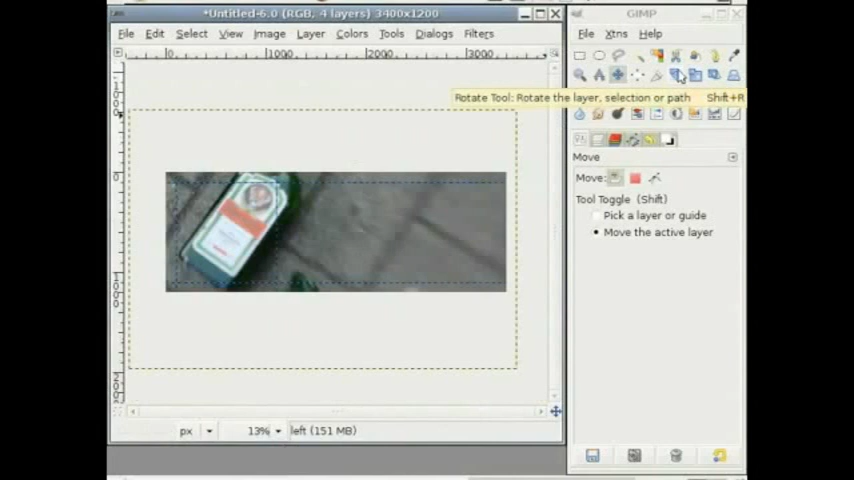 *Untitled-6.0 (RGB, 4 layers) 3400x1200
GIMP
File Edit Select View Image Layer Colors Tools Dialogs Filters
File Xtns Help
0 1000 2000 3000
Rotate Tool: Rotate the layer, selection or path Shift+R
Move
Move:
Tool Toggle (Shift)
Pick a layer or guide
Move the active layer
px 13% left (151 MB)